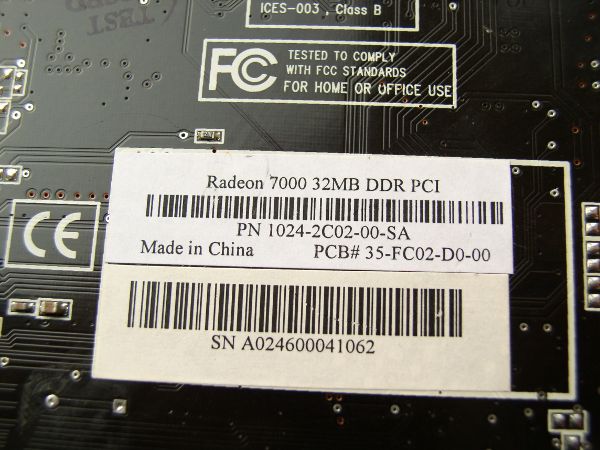 TEST
ICES-003 , Class B
FC
TESTED TO COMPLY
WITH FCC STANDARDS
FOR HOME OR OFFICE USE
Radeon 7000 32MB DDR PCI
PN 1024-2C02-00-SA
Made in China PCB# 35-FC02-D0-00
CE
SN A024600041062